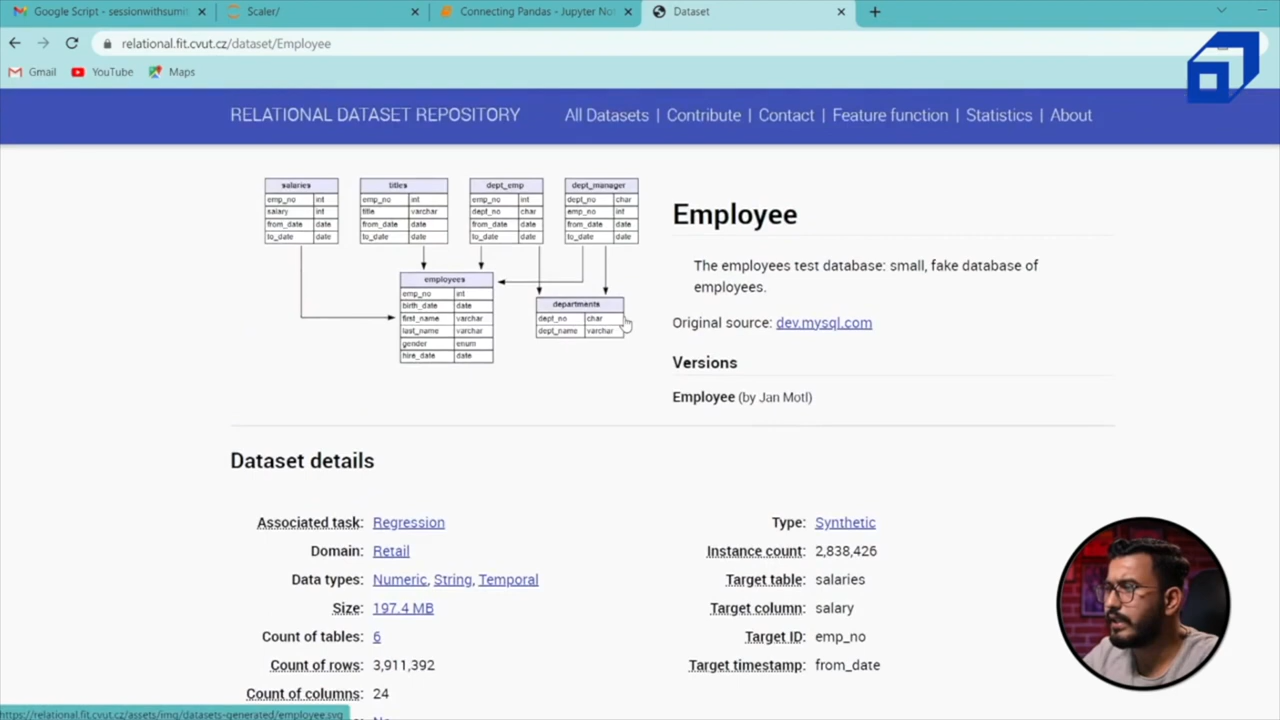 Google Script - sessionwithsumit
Scaler/
Connecting Pandas - Jupyter Not
Dataset
relational.fit.cvut.cz/dataset/Employee
Gmail
YouTube
Maps
RELATIONAL DATASET REPOSITORY
All Datasets | Contribute | Contact | Feature function | Statistics | About
salaries
emp_no int
salary int
from_date date
to_date date
titles
emp_no int
title varchar
from_date date
to_date date
dept_emp
emp_no int
dept_no char
from_date date
to_date date
dept_manager
dept_no char
emp_no int
from_date date
to_date date
employees
emp_no int
birth_date date
first_name varchar
last_name varchar
gender enum
hire_date date
departments
dept_no char
dept_name varchar
Employee
The employees test database: small, fake database of
employees.
Original source: dev.mysql.com
Versions
Employee (by Jan Motl)
Dataset details
Associated task: Regression
Domain: Retail
Data types: Numeric, String, Temporal
Size: 197.4 MB
Count of tables: 6
Count of rows: 3,911,392
Count of columns: 24
Type: Synthetic
Instance count: 2,838,426
Target table: salaries
Target column: salary
Target ID: emp_no
Target timestamp: from_date
https://relational.fit.cvut.cz/assets/img/datasets-generated/employee.svg